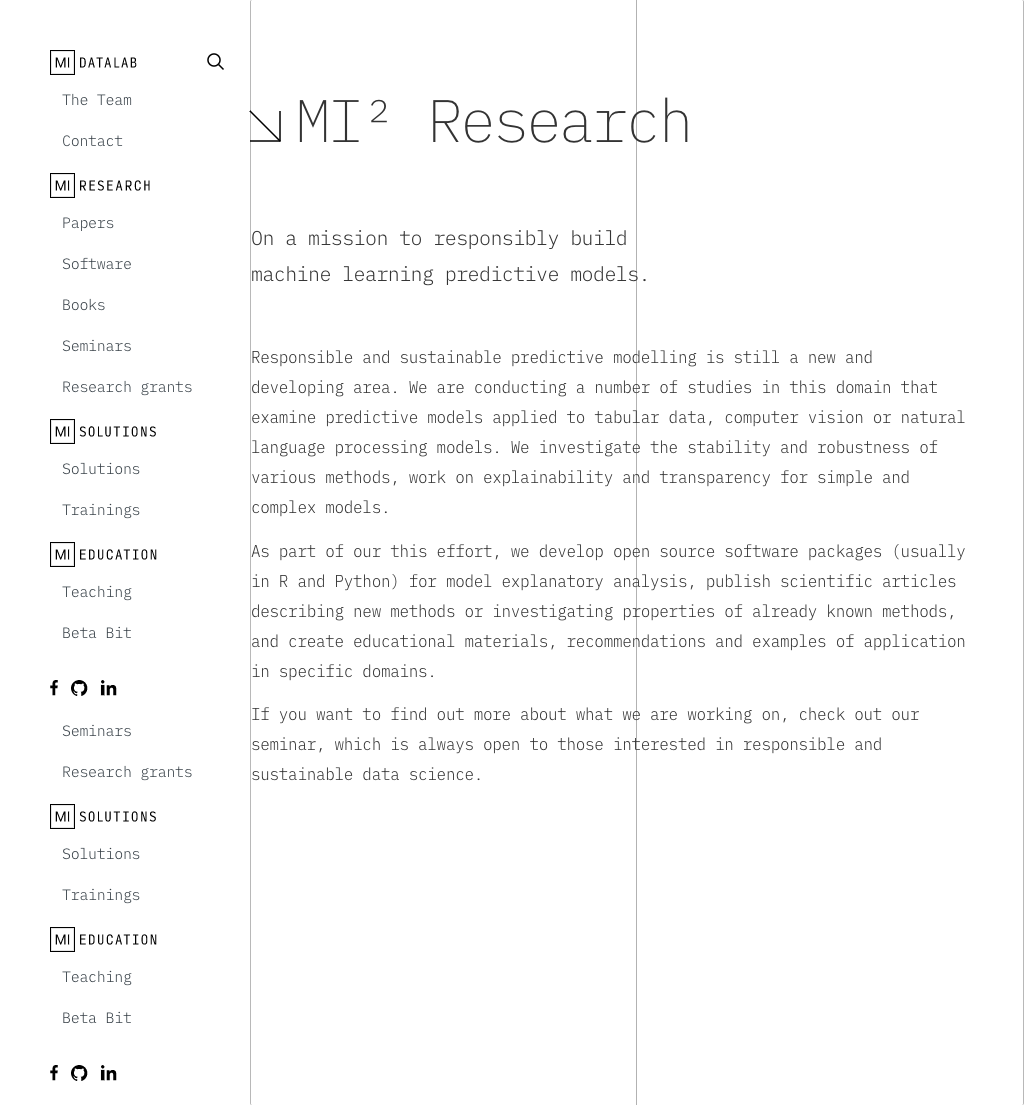 MI DATALAB
The Team
Contact
MI RESEARCH
Papers
Software
Books
Seminars
Research grants
MI SOLUTIONS
Solutions
Trainings
MI EDUCATION
Teaching
Beta Bit
Seminars
Research grants
MI SOLUTIONS
Solutions
Trainings
MI EDUCATION
Teaching
Beta Bit
MI² Research
On a mission to responsibly build
machine learning predictive models.
Responsible and sustainable predictive modelling is still a new and
developing area. We are conducting a number of studies in this domain that
examine predictive models applied to tabular data, computer vision or natural
language processing models. We investigate the stability and robustness of
various methods, work on explainability and transparency for simple and
complex models.
As part of our this effort, we develop open source software packages (usually
in R and Python) for model explanatory analysis, publish scientific articles
describing new methods or investigating properties of already known methods,
and create educational materials, recommendations and examples of application
in specific domains.
If you want to find out more about what we are working on, check out our
seminar, which is always open to those interested in responsible and
sustainable data science.